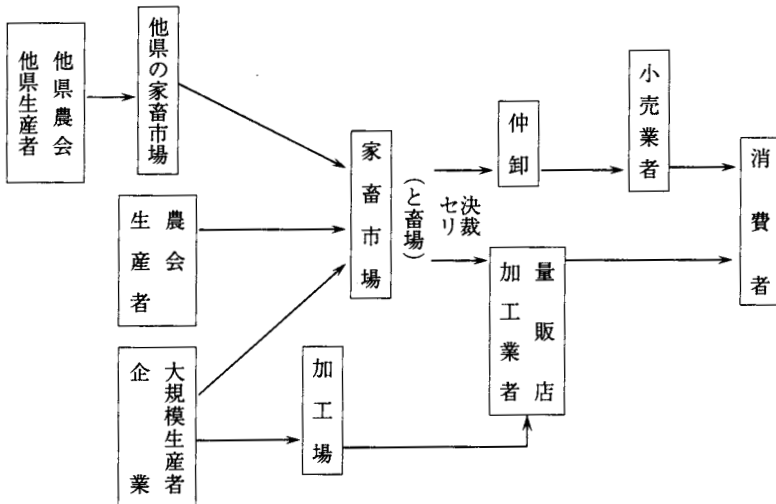 他県農会
他県生産者
他県の家畜市場
農会
生産者
大規模生産者
企業
加工場
家畜市場
(と畜場)
決裁
セリ
仲卸
量販店
加工業者
小売業者
消費者